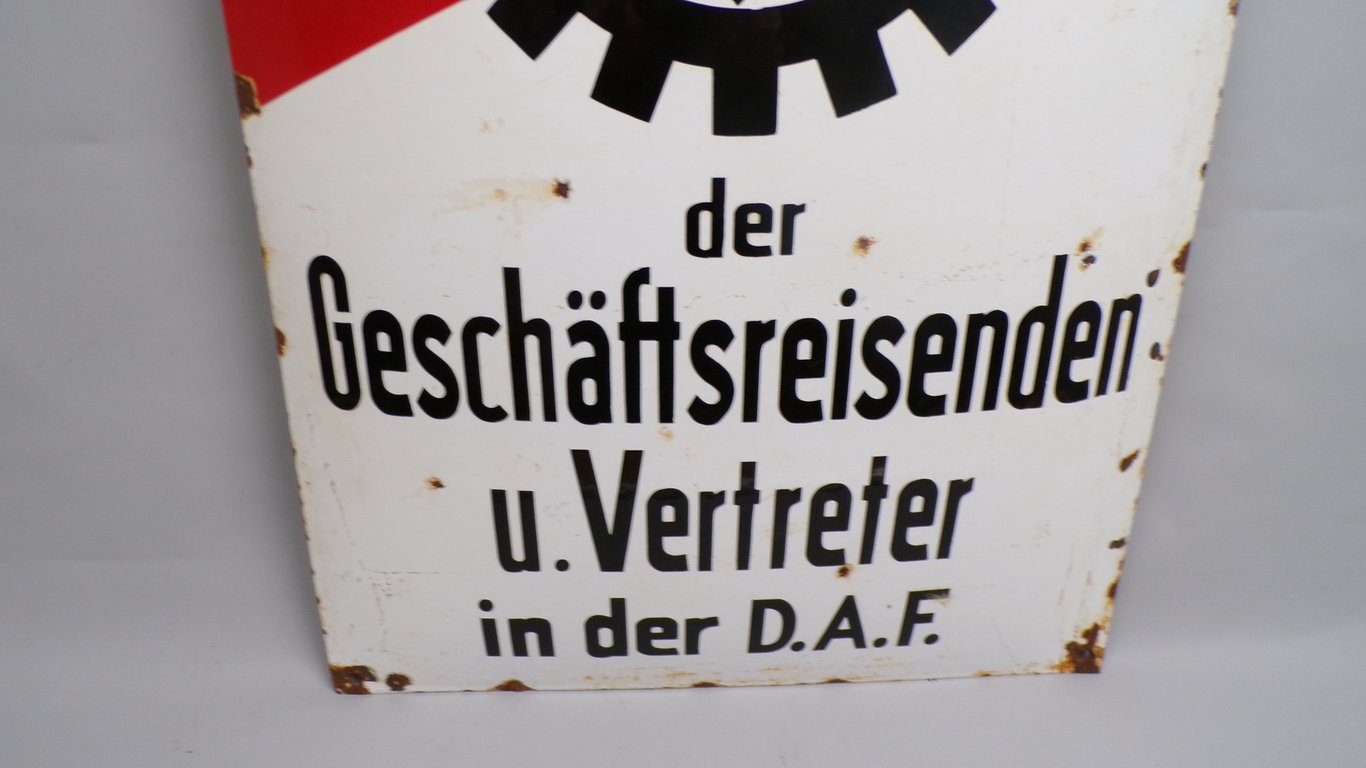 der
Geschäftsreisenden
u. Vertreter
in der D.A.F.